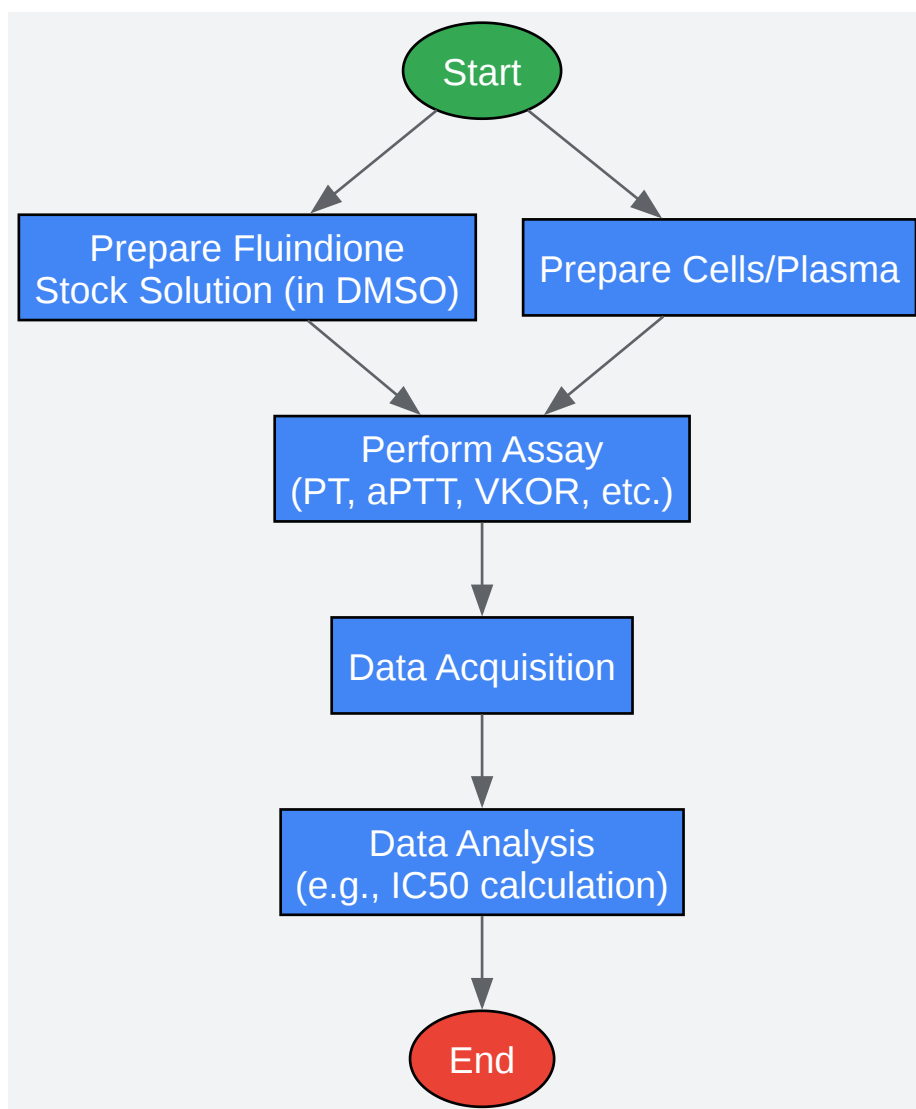 Start
Prepare Fluindione
Stock Solution (in DMSO)
Prepare Cells/Plasma
Perform Assay
(PT, aPTT, VKOR, etc.)
Data Acquisition
Data Analysis
(e.g., IC50 calculation)
End